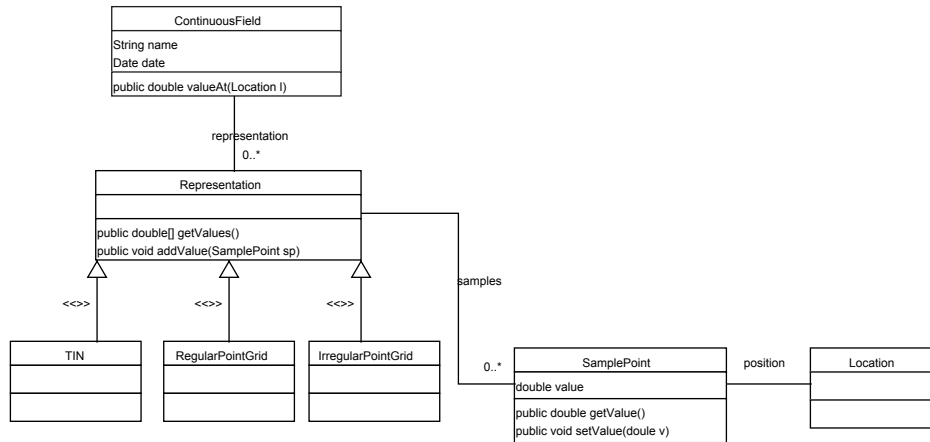 ContinuousField
String name
Date date
public double valueAt(Location l)
representation
0..*
Representation
public double[] getValues()
public void addValue(SamplePoint sp)
samples
<<>>
<<>>
<<>>
TIN
RegularPointGrid
IrregularPointGrid
0..*
SamplePoint
double value
public double getValue()
public void setValue(doule v)
position
Location